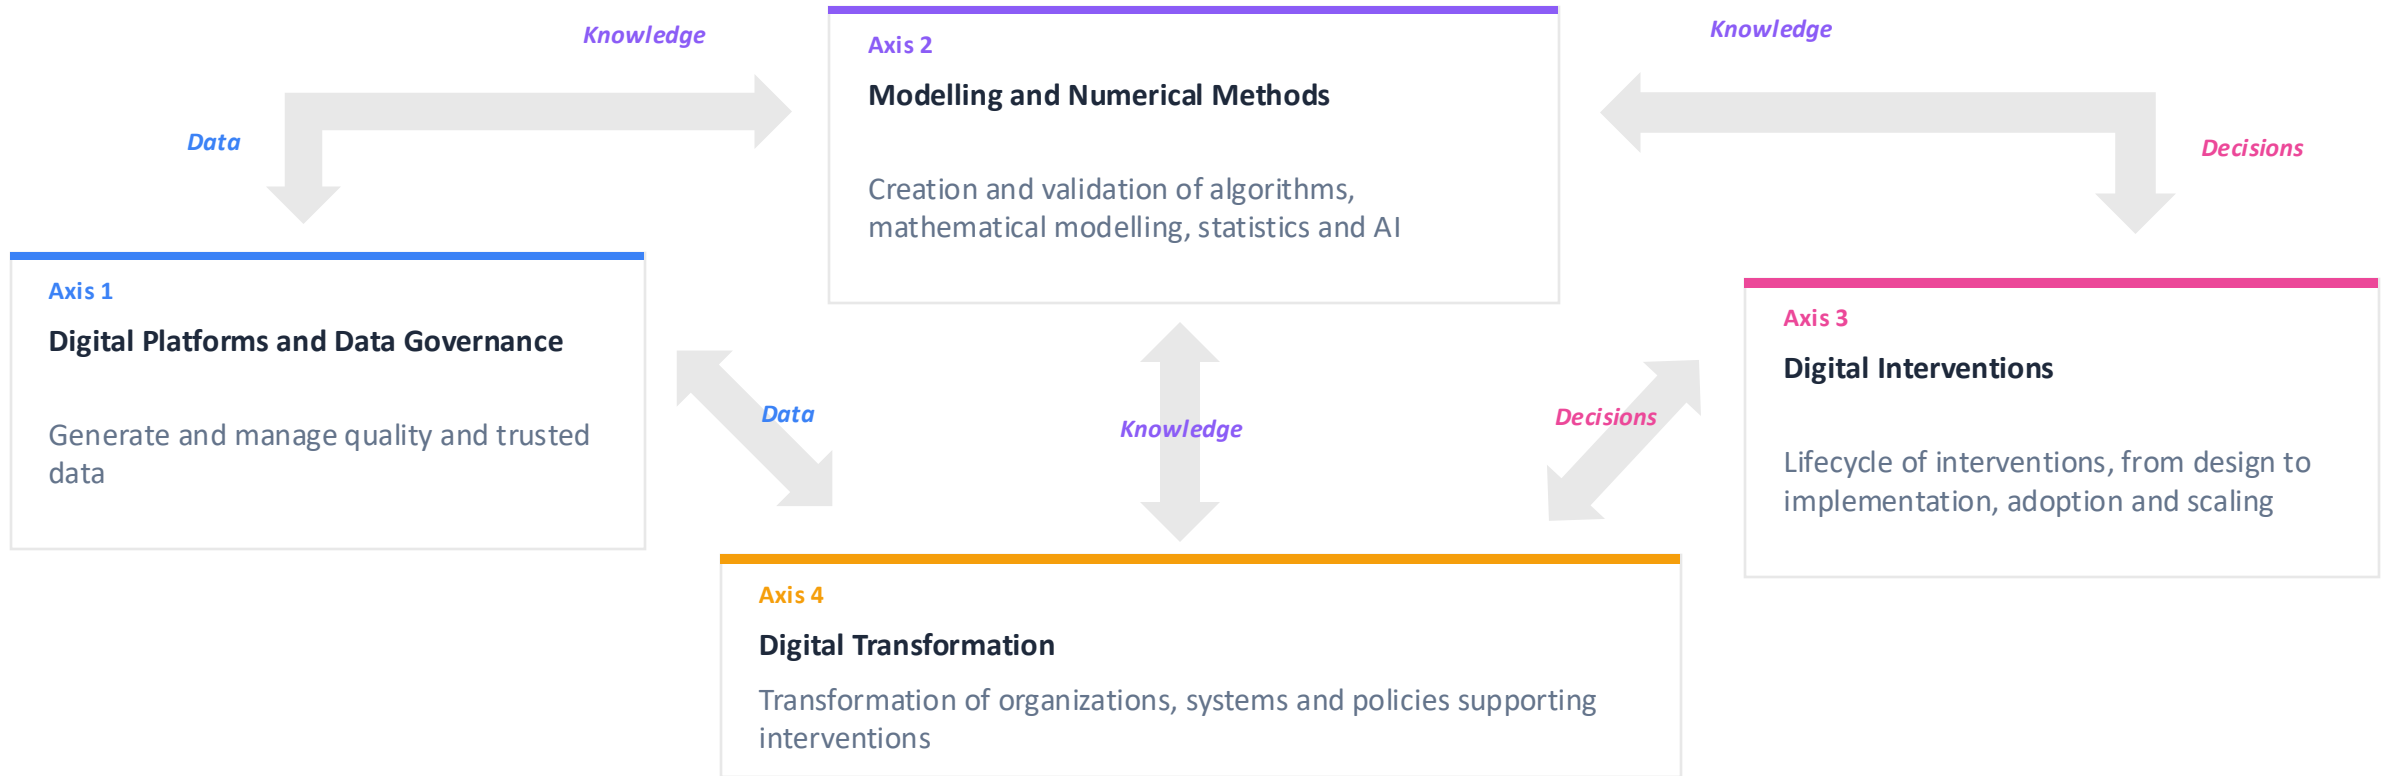 Knowledge
Axis 2
Modelling and Numerical Methods
Creation and validation of algorithms,
mathematical modelling, statistics and AI
Knowledge
Data
Decisions
Axis 1
Digital Platforms and Data Governance
Generate and manage quality and trusted
data
Axis 3
Digital Interventions
Lifecycle of interventions, from design to
implementation, adoption and scaling
Data
Knowledge
Decisions
Axis 4
Digital Transformation
Transformation of organizations, systems and policies supporting
interventions